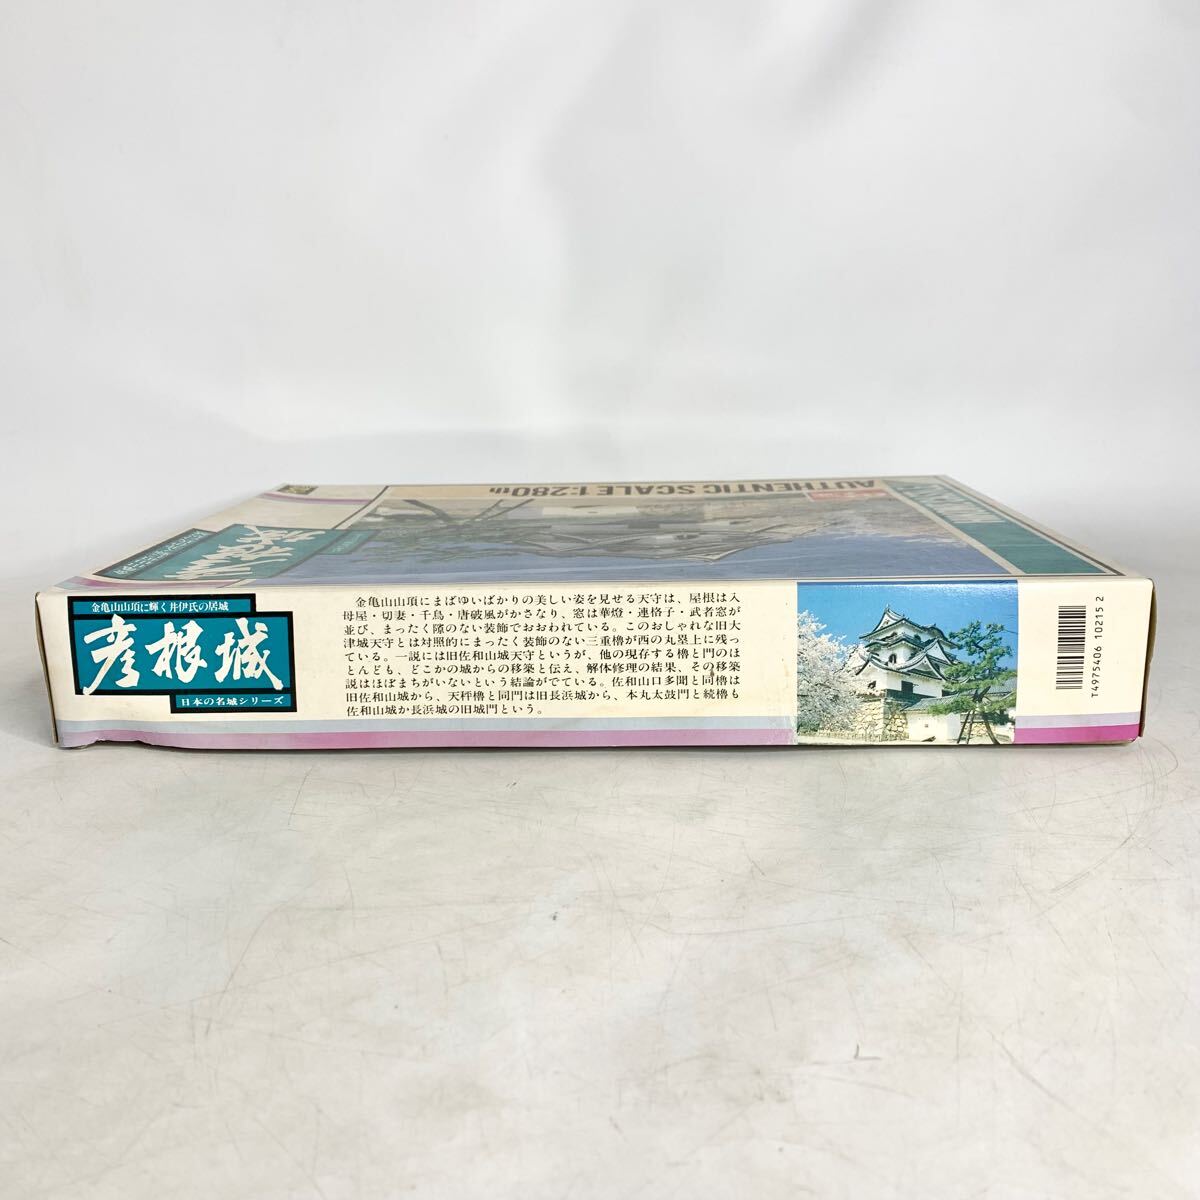 AUTHENTIC SCALE 1:280th
金亀山山頂に輝く井伊氏の居城
彦根城
日本の名城シリーズ
金亀山山頂にまばゆいばかりの美しい姿を見せる天守は、屋根は入
母屋・切妻・千鳥・唐破風がかさなり、窓は華燈・連格子・武者窓が
並び、まったく隙のない装飾でおおわれている。このおしゃれな旧大
津城天守とは対照的にまったく装飾のない三重櫓が西の丸塁上に残っ
ている。一説には旧佐和山城天守というが、他の現存する櫓と門のほ
とんども、どこかの城からの移築と伝え、解体修理の結果、その移築
説はほぼまちがいないという結論がでている。佐和山口多聞と同櫓は
旧佐和山城から、天秤櫓と同門は旧長浜城から、本丸太鼓門と続櫓も
佐和山城か長浜城の旧城門という。
T4975406 10215 2